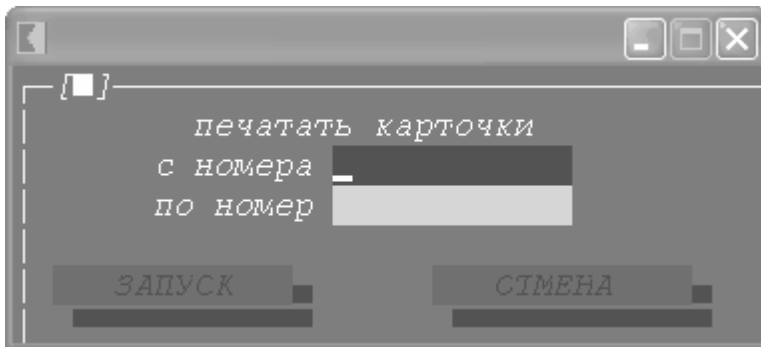 [■]
печатать карточки
с номера
по номер
ЗАПУСК СТМЕНА